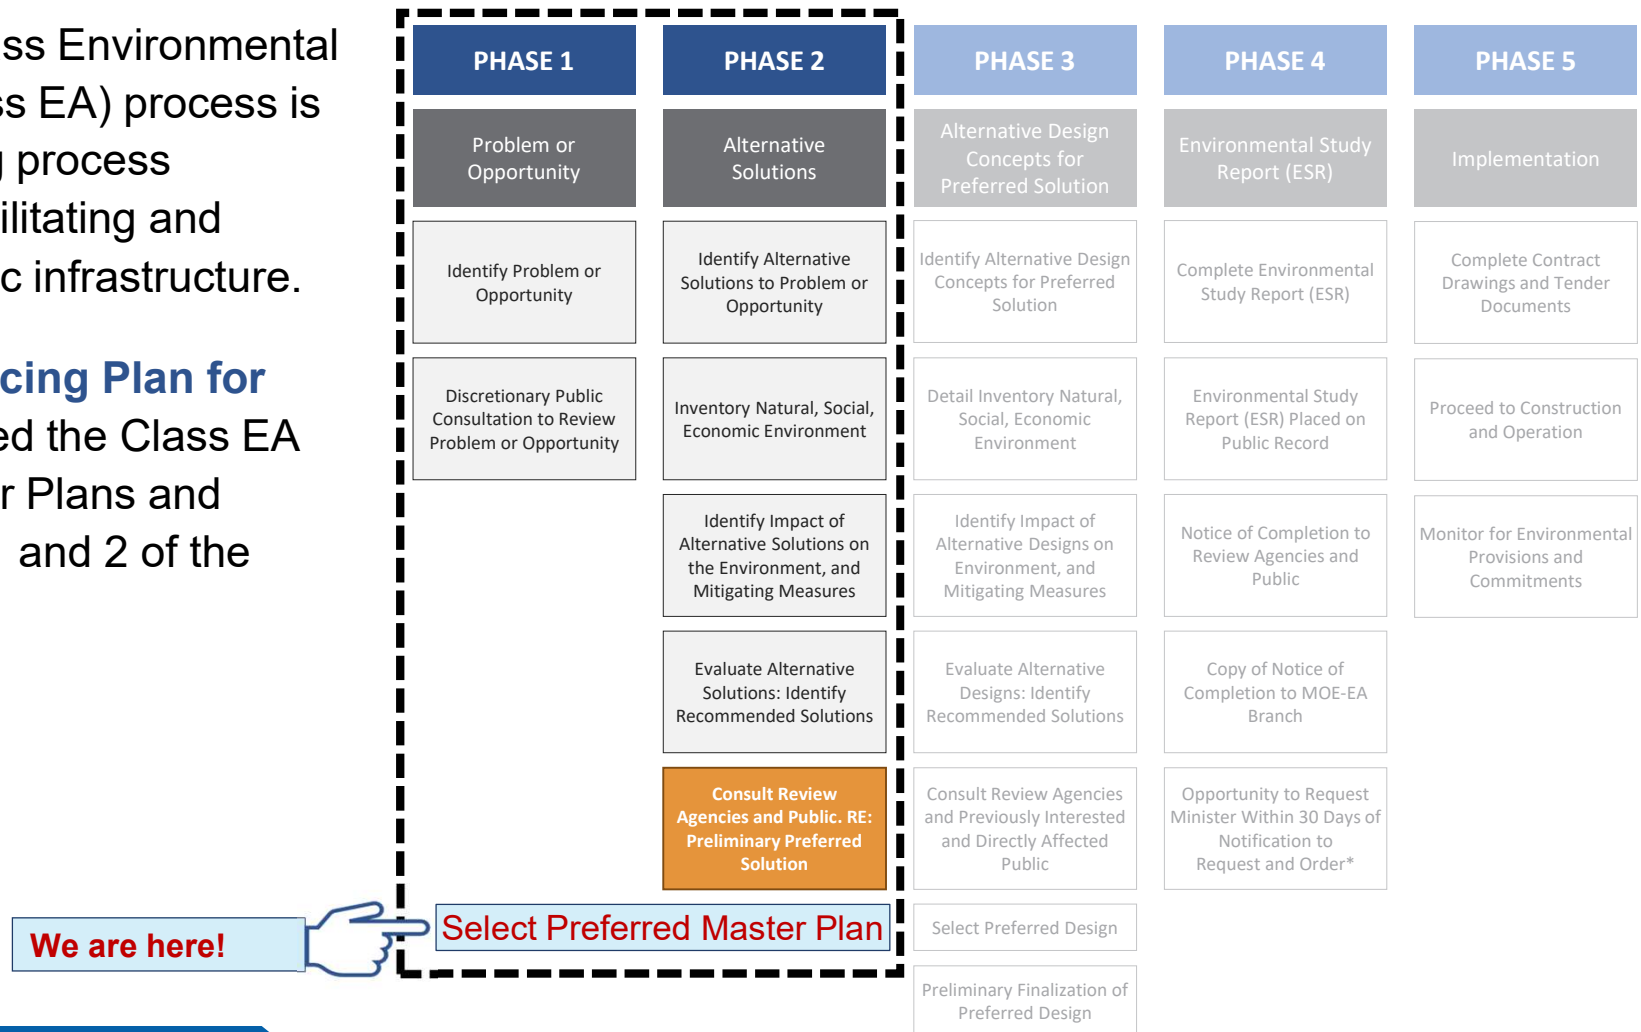 ss Environmental
ss EA) process is
g process
ilitating and
c infrastructure.
cing Plan for
ed the Class EA
r Plans and
and 2 of the
We are here!
PHASE 1
Problem or
Opportunity
Identify Problem or
Opportunity
Discretionary Public
Consultation to Review
Problem or Opportunity
PHASE 2
Alternative
Solutions
Identify Alternative
Solutions to Problem or
Opportunity
Inventory Natural, Social,
Economic Environment
Identify Impact of
Alternative Solutions on
the Environment, and
Mitigating Measures
Evaluate Alternative
Solutions: Identify
Recommended Solutions
Consult Review
Agencies and Public. RE:
Preliminary Preferred
Solution
Select Preferred Master Plan
PHASE 3
Alternative Design
Concepts for
Preferred Solution
Identify Alternative Design
Concepts for Preferred
Solution
Detail Inventory Natural,
Social, Economic
Environment
Identify Impact of
Alternative Designs on
Environment, and
Mitigating Measures
Evaluate Alternative
Designs: Identify
Recommended Solutions
Consult Review Agencies
and Previously Interested
and Directly Affected
Public
Select Preferred Design
Preliminary Finalization of
Preferred Design
PHASE 4
Environmental Study
Report (ESR)
Complete Environmental
Study Report (ESR)
Environmental Study
Report (ESR) Placed on
Public Record
Notice of Completion to
Review Agencies and
Public
Copy of Notice of
Completion to MOE-EA
Branch
Opportunity to Request
Minister Within 30 Days of
Notification to
Request and Order*
PHASE 5
Implementation
Complete Contract
Drawings and Tender
Documents
Proceed to Construction
and Operation
Monitor for Environmental
Provisions and
Commitments